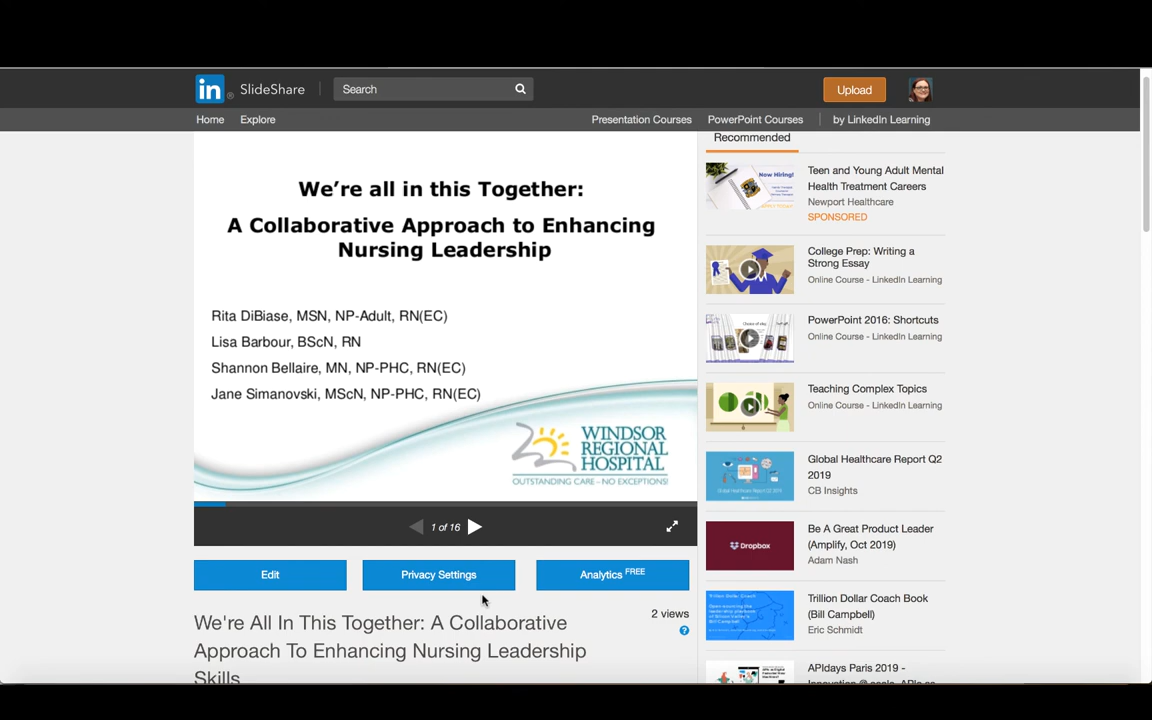 in® SlideShare
Search
Upload
Home
Explore
Presentation Courses
PowerPoint Courses
by LinkedIn Learning
We're all in this Together:
A Collaborative Approach to Enhancing
Nursing Leadership
Rita DiBiase, MSN, NP-Adult, RN(EC)
Lisa Barbour, BScN, RN
Shannon Bellaire, MN, NP-PHC, RN(EC)
Jane Simanovski, MScN, NP-PHC, RN(EC)
WINDSOR
REGIONAL
HOSPITAL
OUTSTANDING CARE - NO EXCEPTIONS!
1 of 16
Edit
Privacy Settings
Analytics FREE
2 views
?
We're All In This Together: A Collaborative
Approach To Enhancing Nursing Leadership
Skills
Recommended
Now Hiring!
Teen and Young Adult Mental
Health Treatment Careers
Newport Healthcare
SPONSORED
College Prep: Writing a
Strong Essay
Online Course - LinkedIn Learning
PowerPoint 2016: Shortcuts
Online Course - LinkedIn Learning
Teaching Complex Topics
Online Course - LinkedIn Learning
Global Healthcare Report Q2
2019
CB Insights
Dropbox
Be A Great Product Leader
(Amplify, Oct 2019)
Adam Nash
Trillion Dollar Coach
Trillion Dollar Coach Book
(Bill Campbell)
Eric Schmidt
APIdays Paris 2019 -